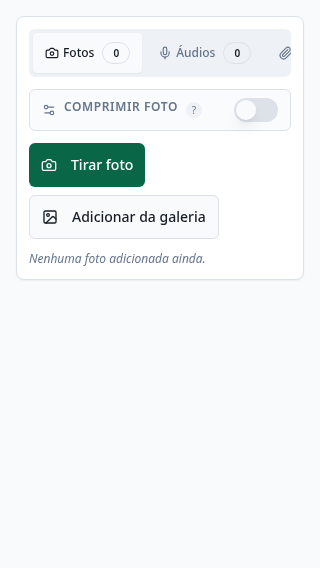 Fotos 0 Áudios 0
COMPRIMIR FOTO ?
Tirar foto
Adicionar da galeria
Nenhuma foto adicionada ainda.